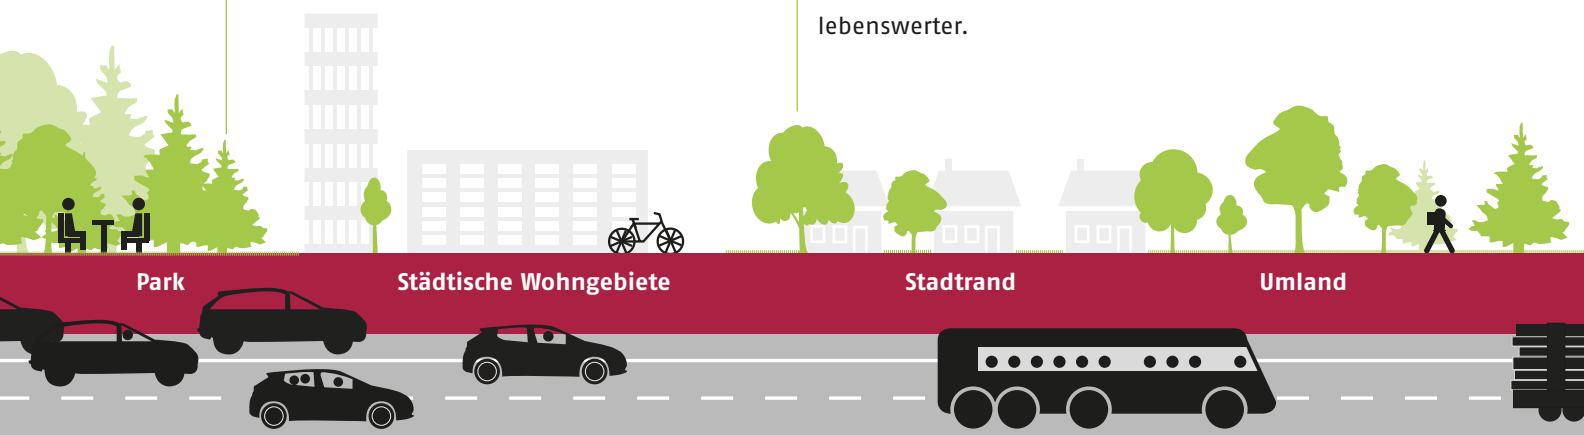 lebenswerter.
Park
Städtische Wohngebiete
Stadtrand
Umland